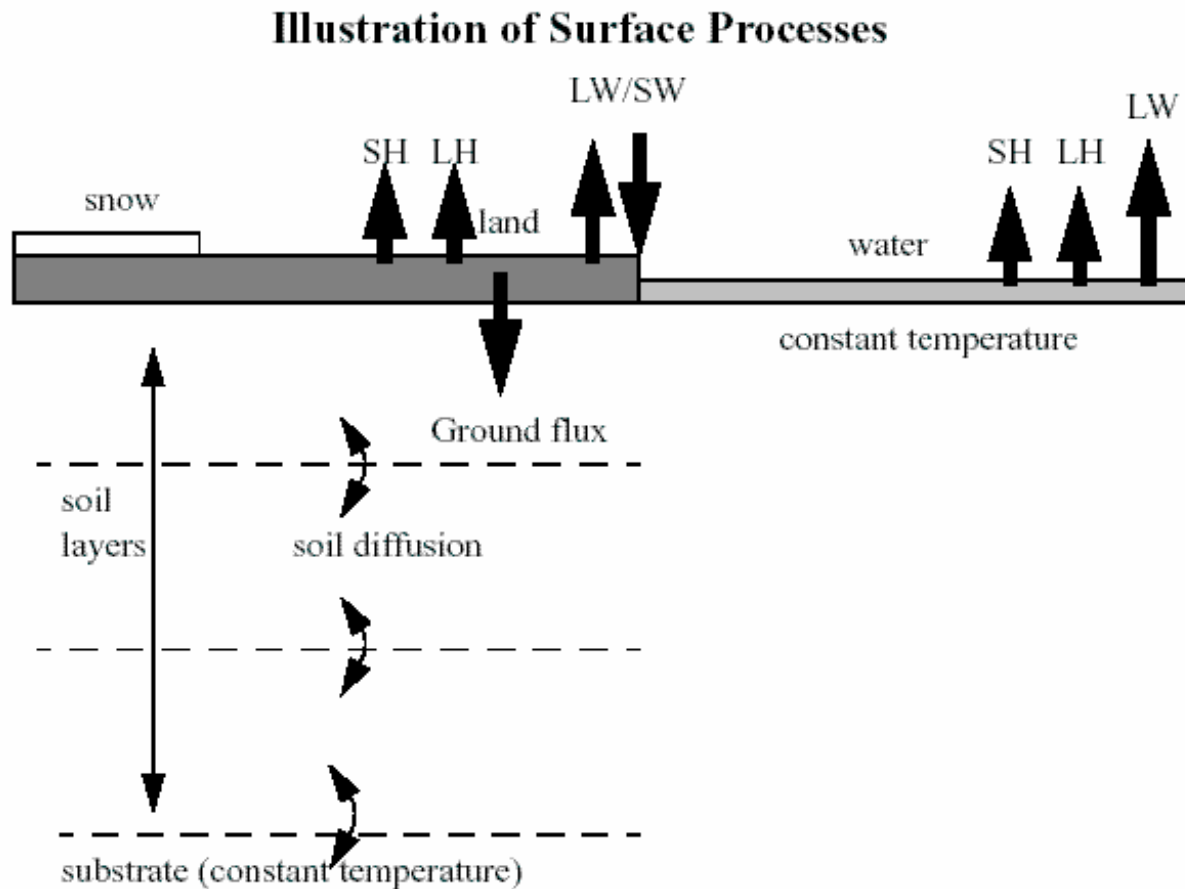 Illustration of Surface Processes
LW/SW
LW
SH LH
SH LH
snow
land
water
constant temperature
Ground flux
soil
layers
soil diffusion
substrate (constant temperature)